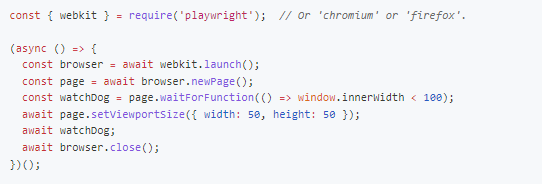 const { webkit } = require('playwright');  // Or 'chromium' or 'firefox'.

(async () => {
  const browser = await webkit.launch();
  const page = await browser.newPage();
  const watchDog = page.waitForFunction(() => window.innerWidth < 100);
  await page.setViewportSize({ width: 50, height: 50 });
  await watchDog;
  await browser.close();
})();